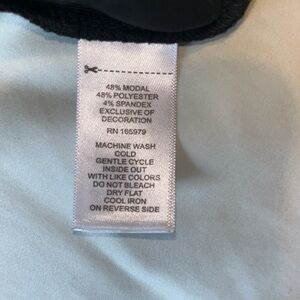 48% MODAL
48% POLYESTER
4% SPANDEX
EXCLUSIVE OF
DECORATION
RN 165979
MACHINE WASH
COLD
GENTLE CYCLE
INSIDE OUT
WITH LIKE COLORS
DO NOT BLEACH
DRY FLAT
COOL IRON
ON REVERSE SIDE